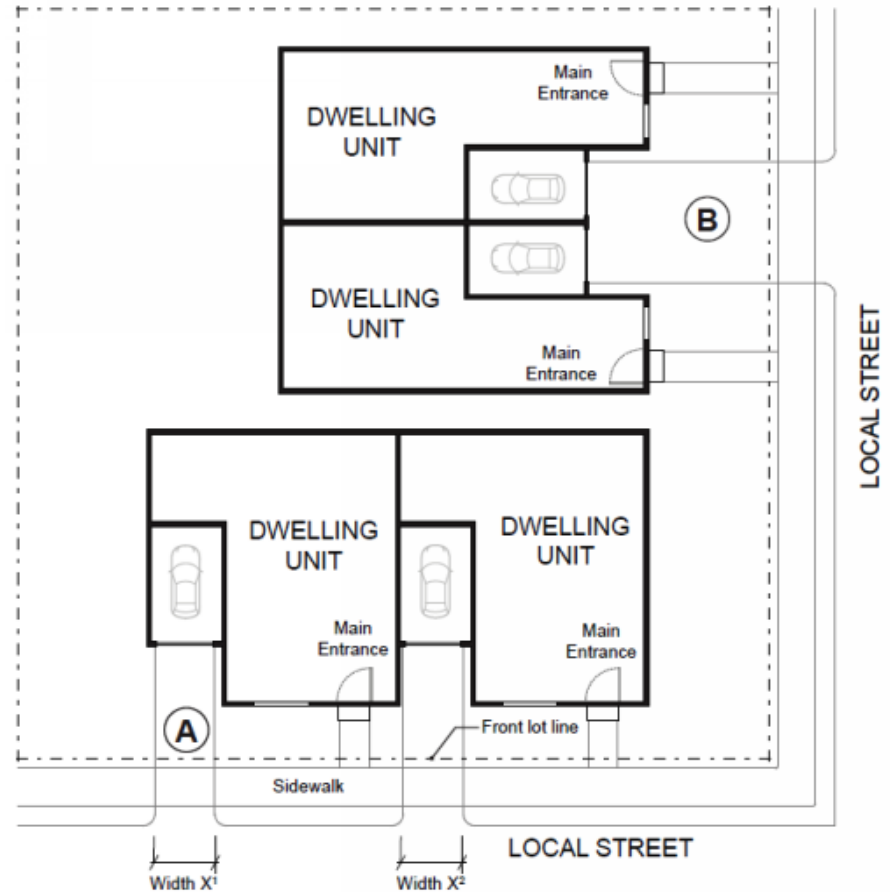 Main
Entrance
DWELLING
UNIT
B
DWELLING
UNIT
Main
Entrance
LOCAL STREET
DWELLING
UNIT
DWELLING
UNIT
Main
Entrance
Main
Entrance
A
Front lot line
Sidewalk
LOCAL STREET
Width X¹
Width X²